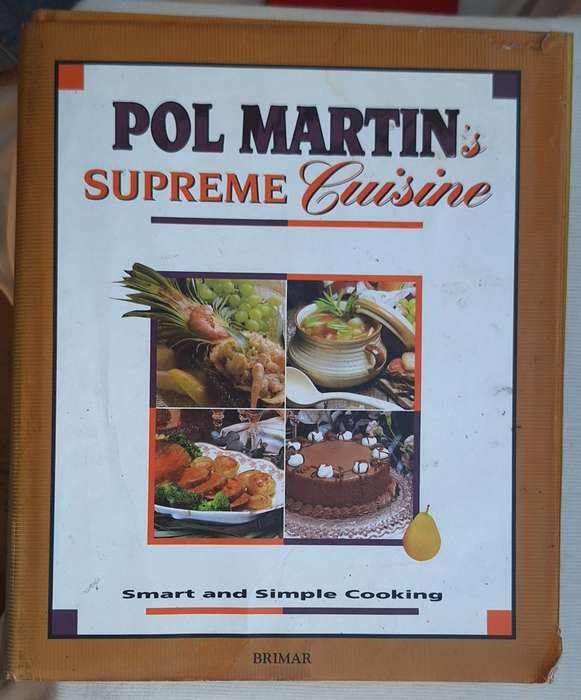 POL MARTIN's
SUPREME Cuisine
Smart and Simple Cooking
BRIMAR